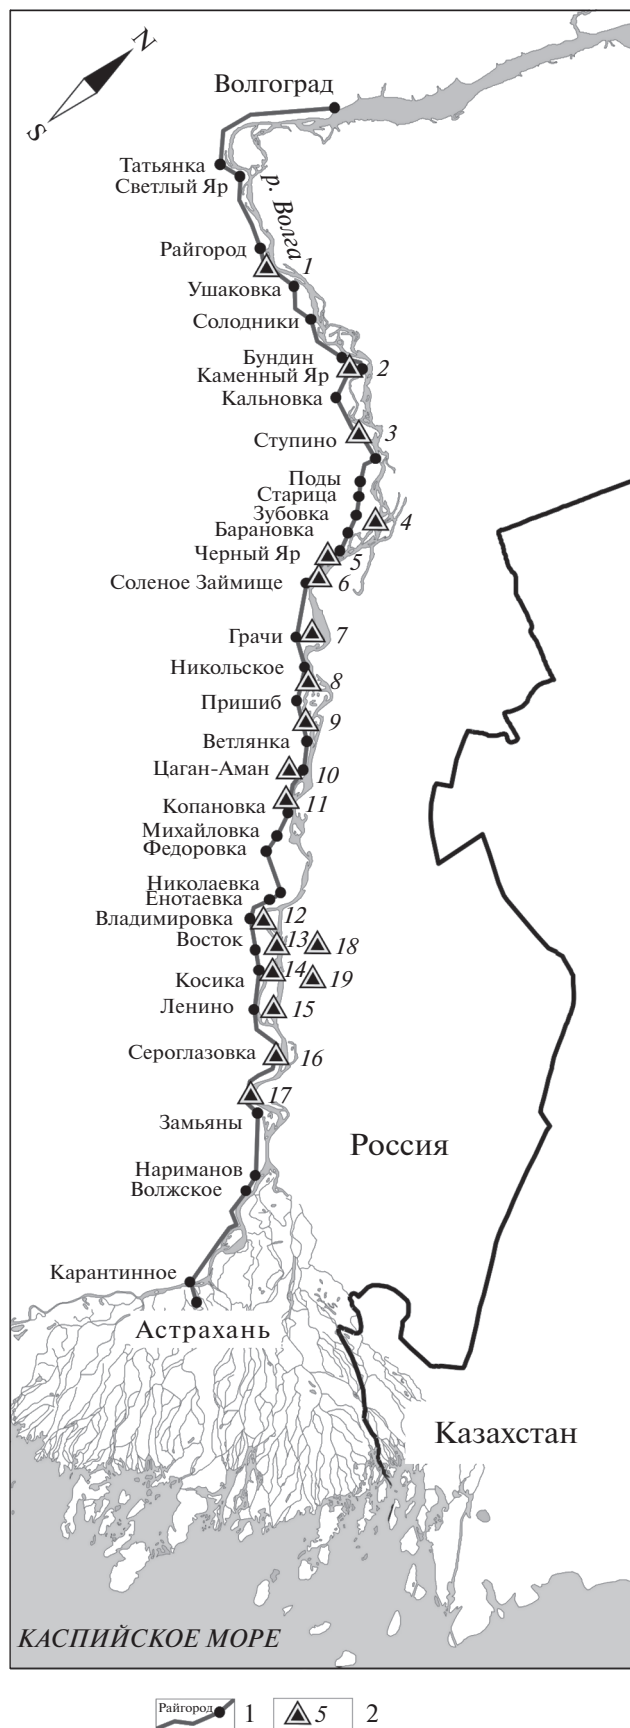 N
S
Волгоград
Татьянка
Светлый Яр
р. Волга
Райгород
1
Ушаковка
Солодники
Бундин
Каменный Яр
2
Кальновка
3
Ступино
Поды
Старица
Зубовка
4
Барановка
Черный Яр
5
Соленое Займище
6
Грачи
7
Никольское
8
Пришиб
9
Ветлянка
Цаган-Аман
10
Копановка
11
Михайловка
Федоровка
Николаевка
Енотаевка
Владимировка
12
Восток
13
18
Косика
14
19
Ленино
15
Сероглазовка
16
17
Замьяны
Россия
Нариманов
Волжское
Карантинное
Астрахань
Казахстан
КАСПИЙСКОЕ МОРЕ
Райгород
1
5
2